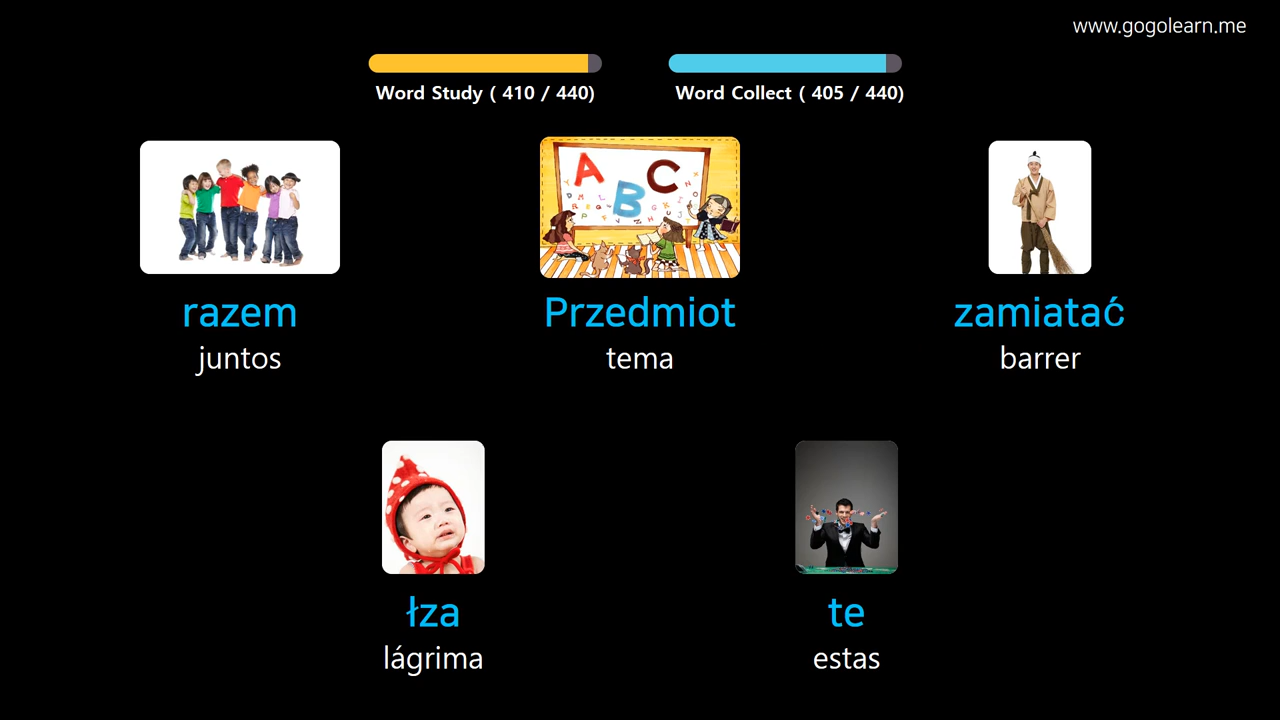 www.gogolearn.me
Word Study ( 410 / 440)
Word Collect ( 405 / 440)
A B C
razem
juntos
Przedmiot
tema
zamiatać
barrer
łza
lágrima
te
estas